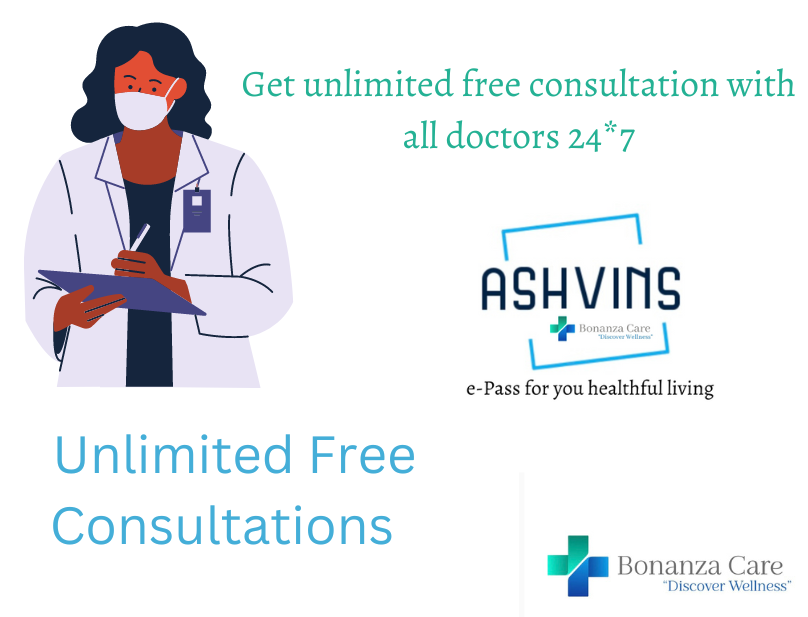 Get unlimited free consultation with
all doctors 24*7
ASHVINS
Bonanza Care
"Discover Wellness"
e-Pass for you healthful living
Unlimited Free
Consultations
Bonanza Care
"Discover Wellness"